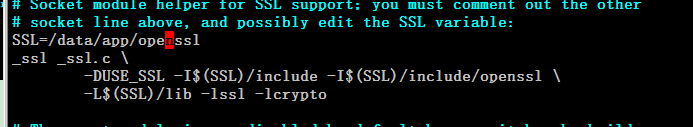 # Socket module helper for SSL support; you must comment out the other
# socket line above, and possibly edit the SSL variable:
SSL=/data/app/openssl
_ssl _ssl.c \
        -DUSE_SSL -I$(SSL)/include -I$(SSL)/include/openssl \
        -L$(SSL)/lib -lssl -lcrypto